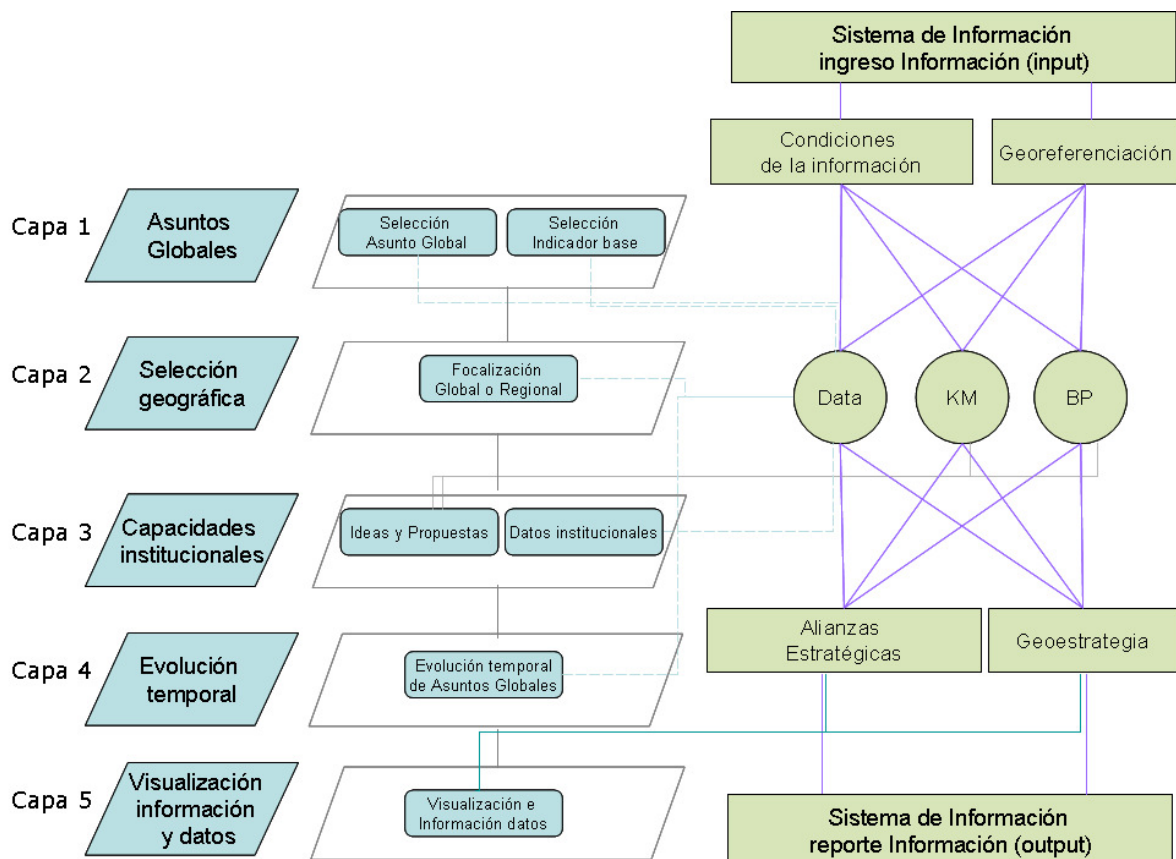 Sistema de Información
ingreso Información (input)
Condiciones
de la información
Georeferenciación
Capa 1
Asuntos
Globales
Selección
Asunto Global
Selección
Indicador base
Capa 2
Selección
geográfica
Focalización
Global o Regional
Data
KM
BP
Capa 3
Capacidades
institucionales
Ideas y Propuestas
Datos institucionales
Capa 4
Evolución
temporal
Evolución temporal
de Asuntos Globales
Alianzas
Estratégicas
Geoestrategia
Capa 5
Visualización
información
y datos
Visualización e
Información datos
Sistema de Información
reporte Información (output)